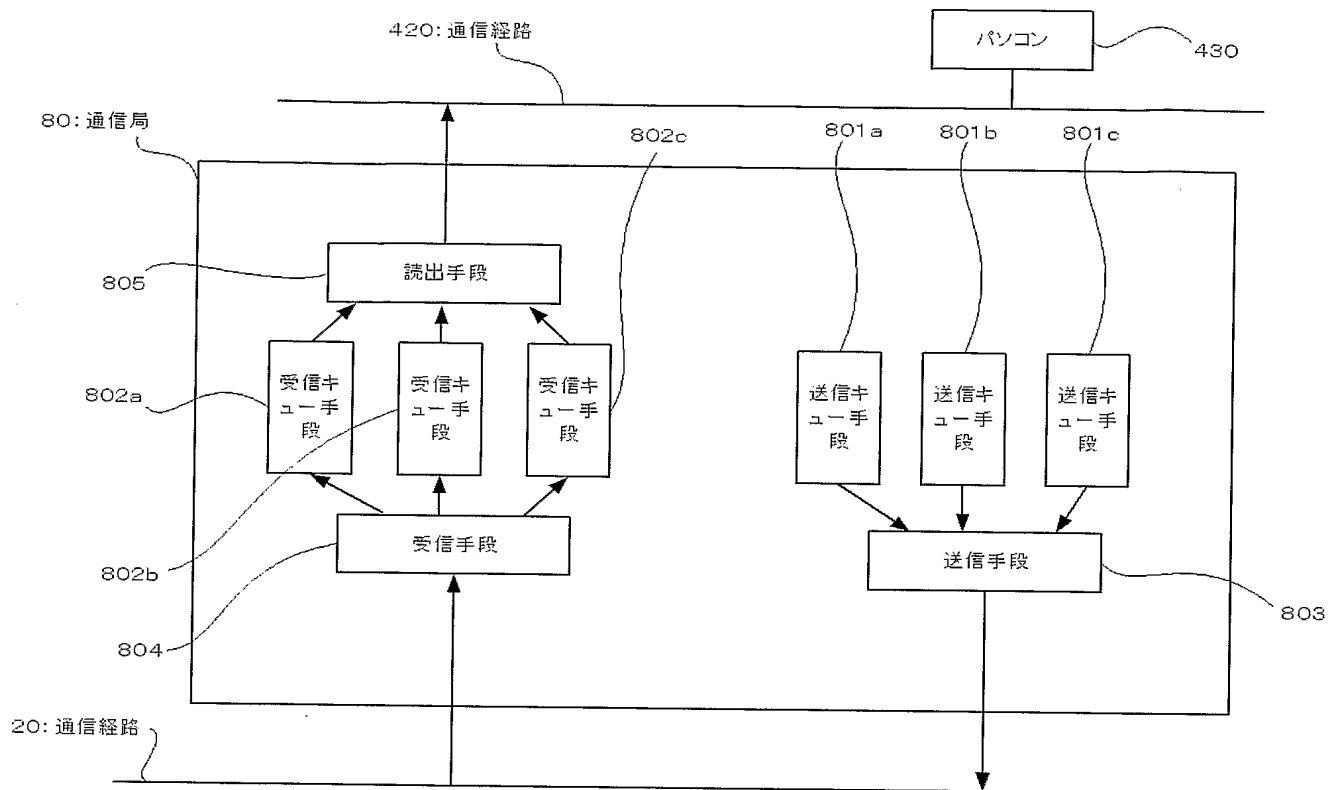 420:通信経路
パソコン
430
80:通信局
802c
801a
801b
801c
805
読出手段
802a
受信キ
ュー手
段
受信キ
ュー手
段
受信キ
ュー手
段
送信キ
ュー手
段
送信キ
ュー手
段
送信キ
ュー手
段
802b
受信手段
送信手段
804
803
20:通信経路